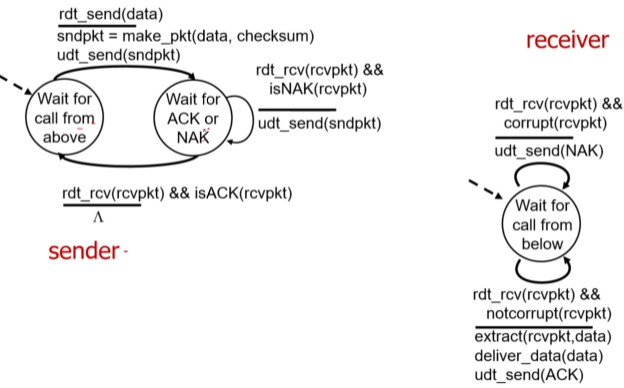 rdt_send(data)
sndpkt = make_pkt(data, checksum)
udt_send(sndpkt)
Wait for
call from
above
Wait for
ACK or
NAK
rdt_rcv(rcvpkt) &&
isNAK(rcvpkt)
udt_send(sndpkt)
rdt_rcv(rcvpkt) && isACK(rcvpkt)
Λ
sender
receiver
rdt_rcv(rcvpkt) &&
corrupt(rcvpkt)
udt_send(NAK)
Wait for
call from
below
rdt_rcv(rcvpkt) &&
notcorrupt(rcvpkt)
extract(rcvpkt,data)
deliver_data(data)
udt_send(ACK)